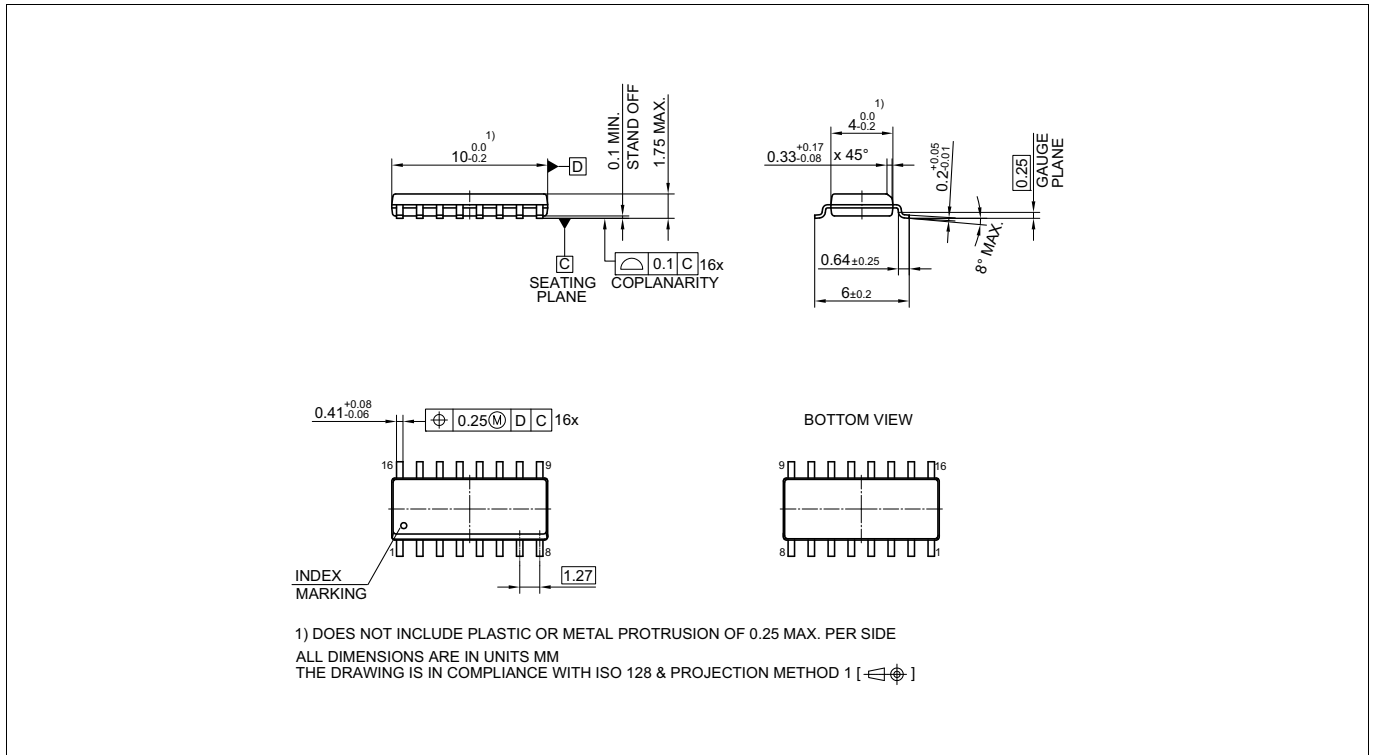 1)
10 0.0 -0.2
D
0.1 MIN.
STAND OFF
1.75 MAX.
C
SEATING
PLANE
0.1 C 16x
COPLANARITY
1)
4 0.0 -0.2
0.33 +0.17 -0.08 x 45°
0.2 +0.05 -0.01
0.25
GAUGE
PLANE
8° MAX.
0.64±0.25
6±0.2
0.41 +0.08 -0.06
0.25 Ⓜ D C 16x
16
9
1
8
INDEX
MARKING
1.27
BOTTOM VIEW
9
16
8
1
1) DOES NOT INCLUDE PLASTIC OR METAL PROTRUSION OF 0.25 MAX. PER SIDE
ALL DIMENSIONS ARE IN UNITS MM
THE DRAWING IS IN COMPLIANCE WITH ISO 128 & PROJECTION METHOD 1 [ ]